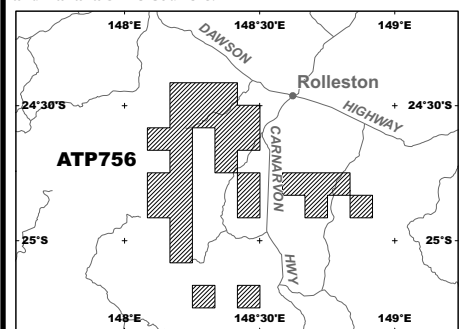 148°E
148°30'E
149°E
DAWSON
Rolleston
24°30'S
HIGHWAY
24°30'S
CARNARVON
ATP756
25°S
25°S
HWY
148°E
148°30'E
149°E